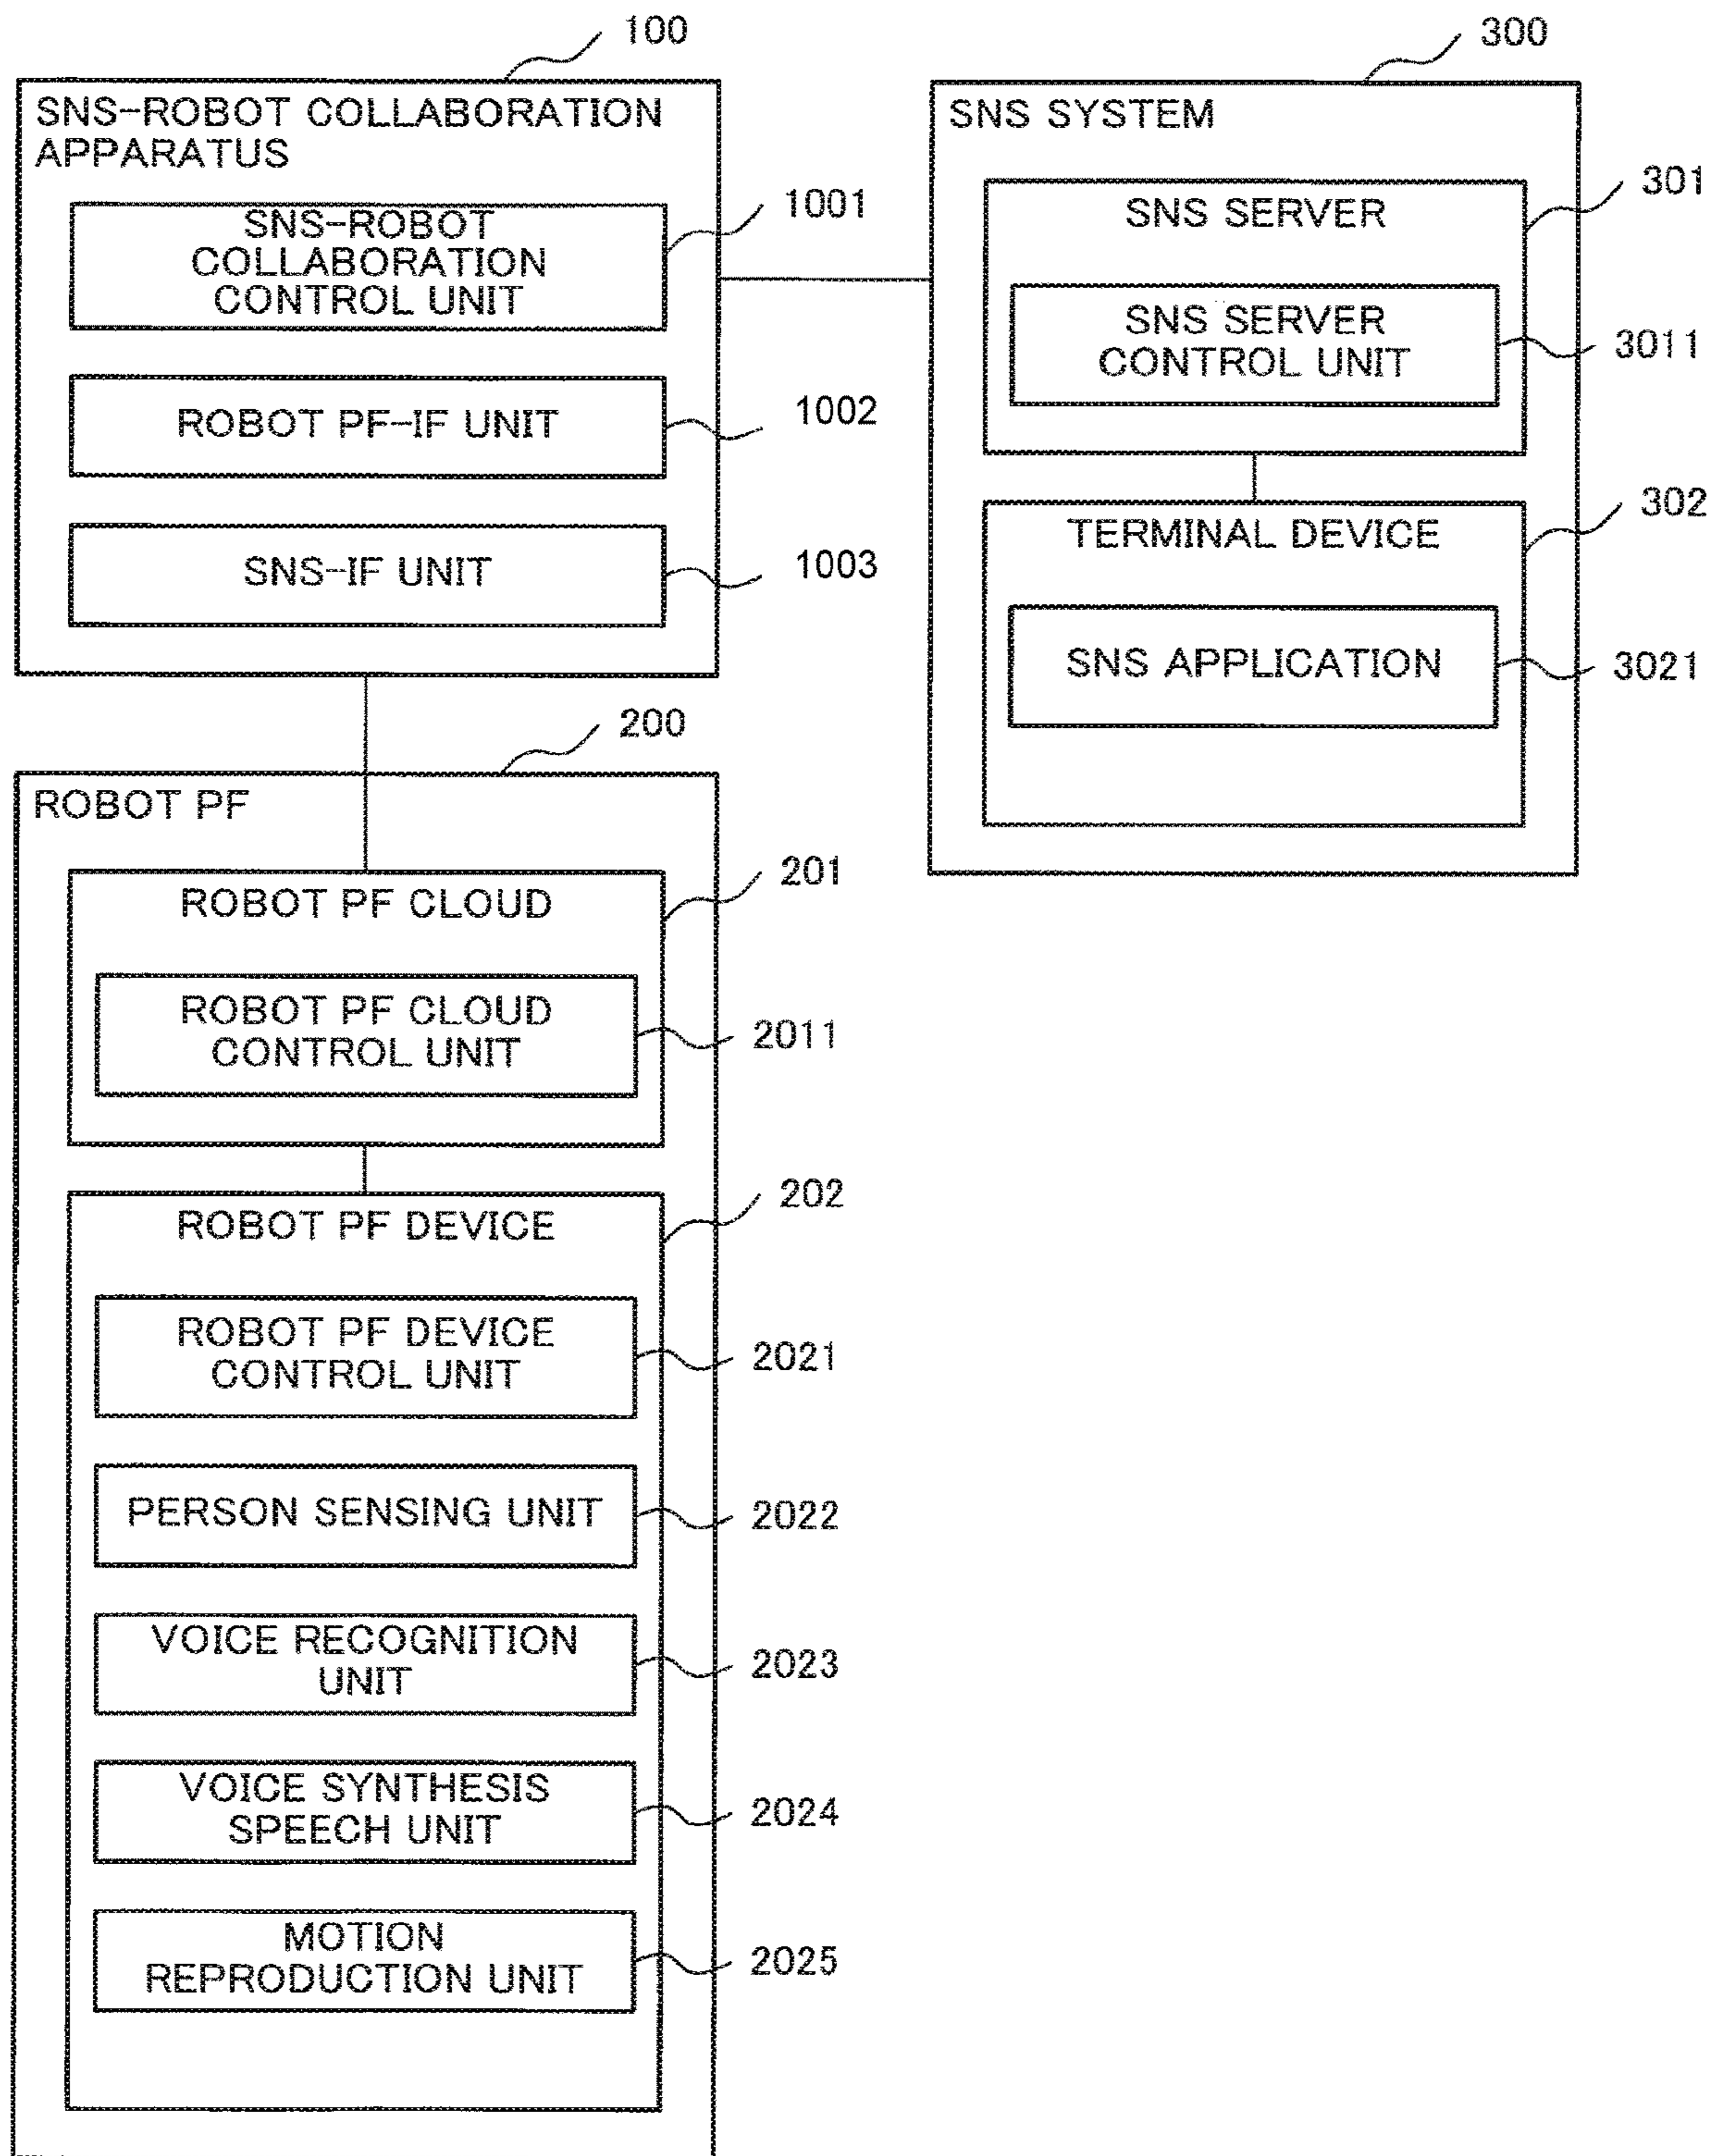 100
SNS-ROBOT COLLABORATION
APPARATUS
SNS-ROBOT
COLLABORATION
CONTROL UNIT
1001
ROBOT PF-IF UNIT
1002
SNS-IF UNIT
1003
300
SNS SYSTEM
301
SNS SERVER
SNS SERVER
CONTROL UNIT
3011
302
TERMINAL DEVICE
SNS APPLICATION
3021
200
ROBOT PF
201
ROBOT PF CLOUD
ROBOT PF CLOUD
CONTROL UNIT
2011
202
ROBOT PF DEVICE
ROBOT PF DEVICE
CONTROL UNIT
2021
PERSON SENSING UNIT
2022
VOICE RECOGNITION
UNIT
2023
VOICE SYNTHESIS
SPEECH UNIT
2024
MOTION
REPRODUCTION UNIT
2025